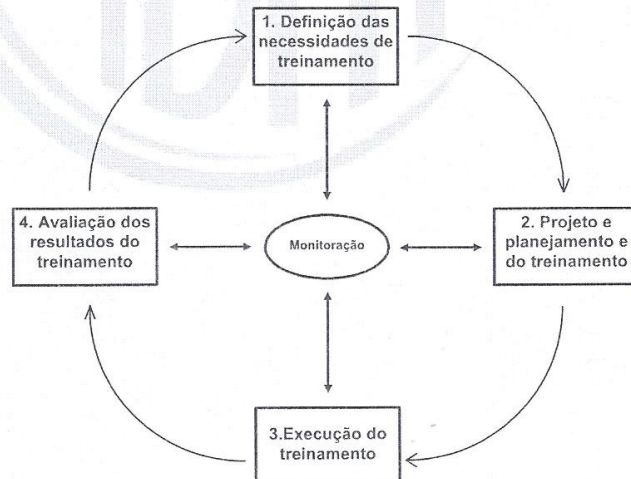 1. Definição das
necessidades de
treinamento
4. Avaliação dos
resultados do
treinamento
Monitoração
2. Projeto e
planejamento e
do treinamento
3.Execução do
treinamento